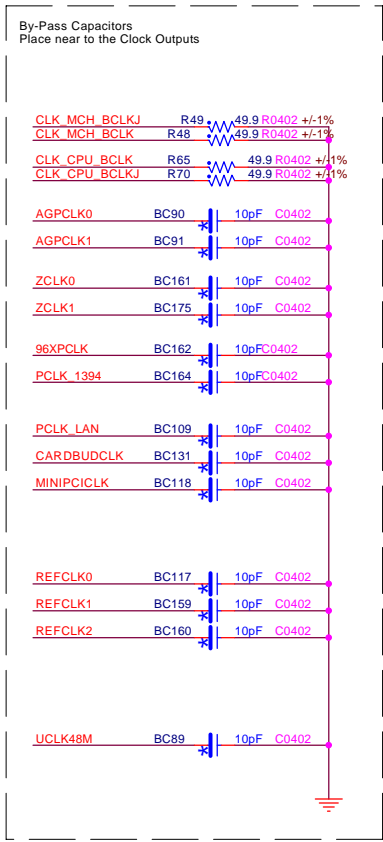 By-Pass Capacitors
Place near to the Clock Outputs
CLK_MCH_BCLKJ R49 49.9 R0402 +/-1%
CLK_MCH_BCLK R48 49.9 R0402 +/-1%
CLK_CPU_BCLK R65 49.9 R0402 +/-1%
CLK_CPU_BCLKJ R70 49.9 R0402 +/-1%
AGPCLK0 BC90 10pF C0402
AGPCLK1 BC91 10pF C0402
ZCLK0 BC161 10pF C0402
ZCLK1 BC175 10pF C0402
96XPCLK BC162 10pF C0402
PCLK_1394 BC164 10pF C0402
PCLK_LAN BC109 10pF C0402
CARDBUDCLK BC131 10pF C0402
MINIPCICLK BC118 10pF C0402
REFCLK0 BC117 10pF C0402
REFCLK1 BC159 10pF C0402
REFCLK2 BC160 10pF C0402
UCLK48M BC89 10pF C0402